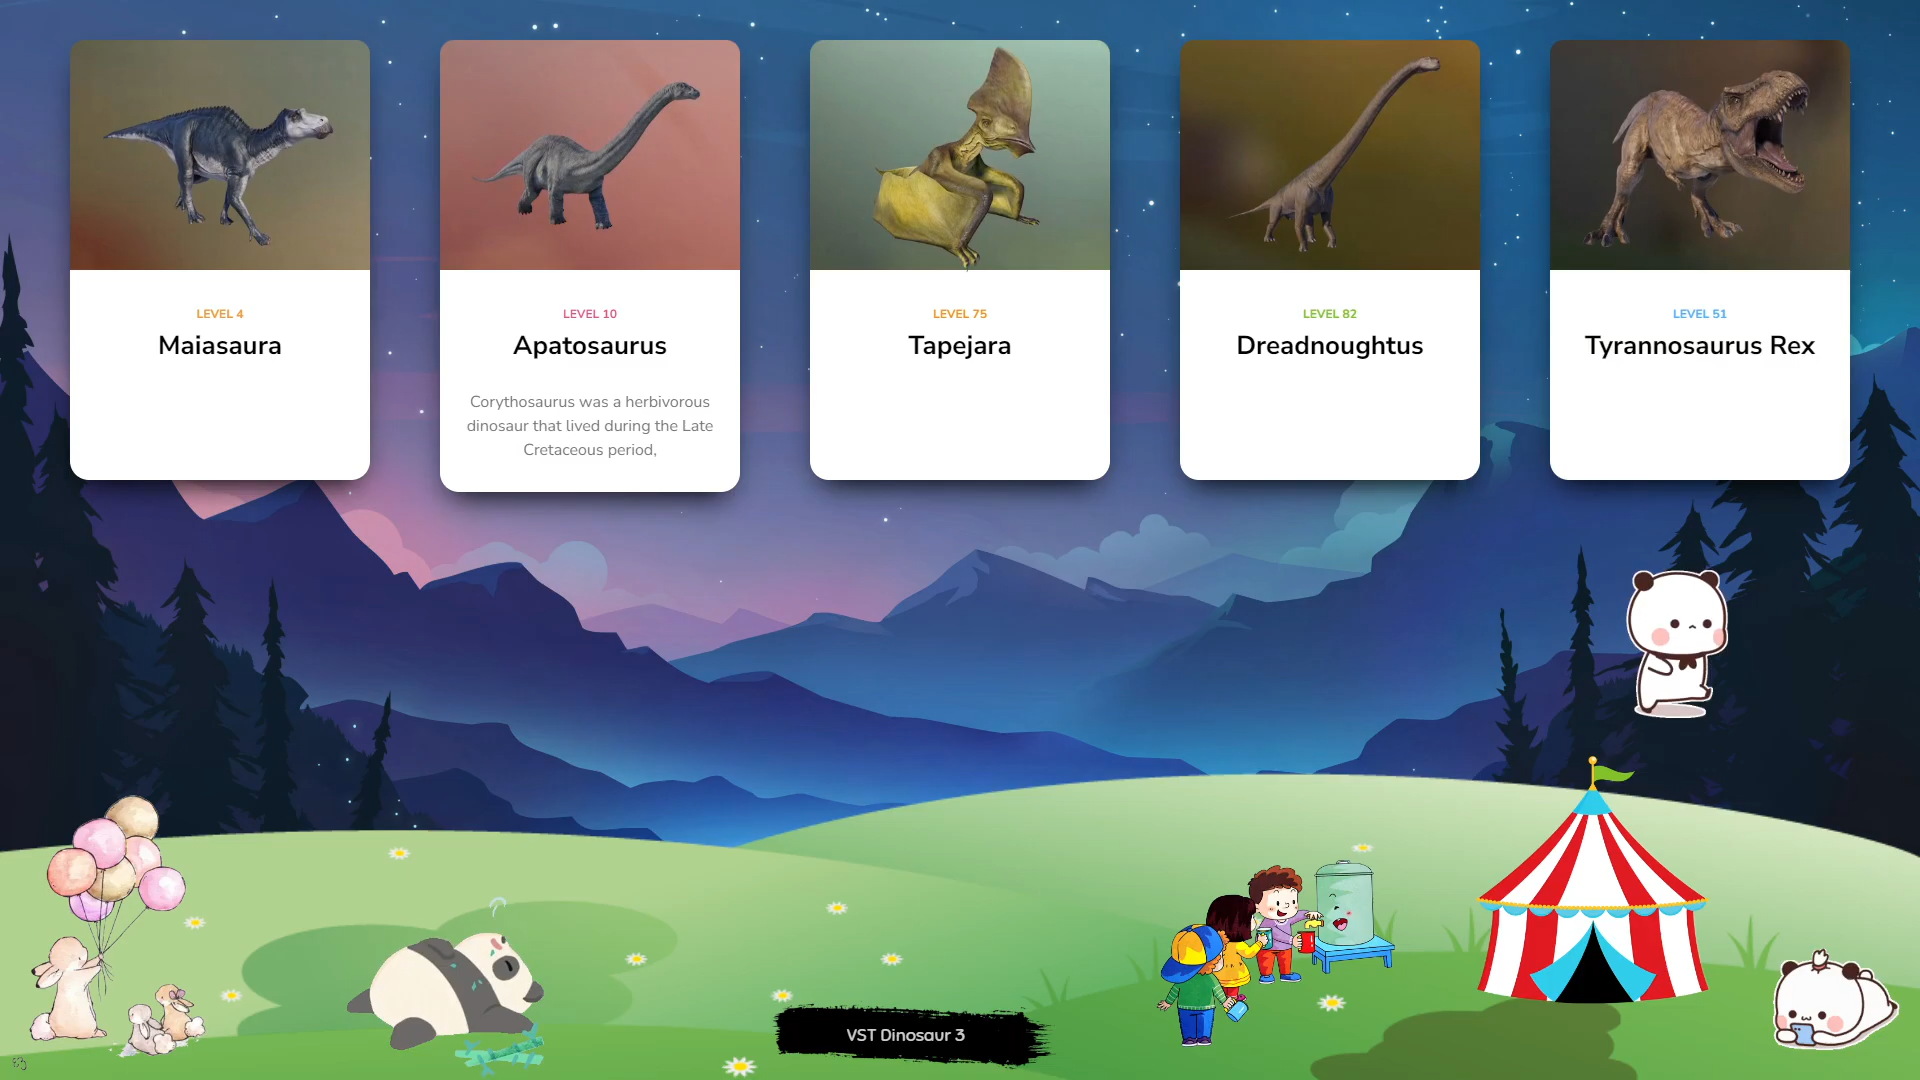 LEVEL 4
Maiasaura
LEVEL 10
Apatosaurus
Corythosaurus was a herbivorous
dinosaur that lived during the Late
Cretaceous period,
LEVEL 75
Tapejara
LEVEL 82
Dreadnoughtus
LEVEL 51
Tyrannosaurus Rex
VST Dinosaur 3